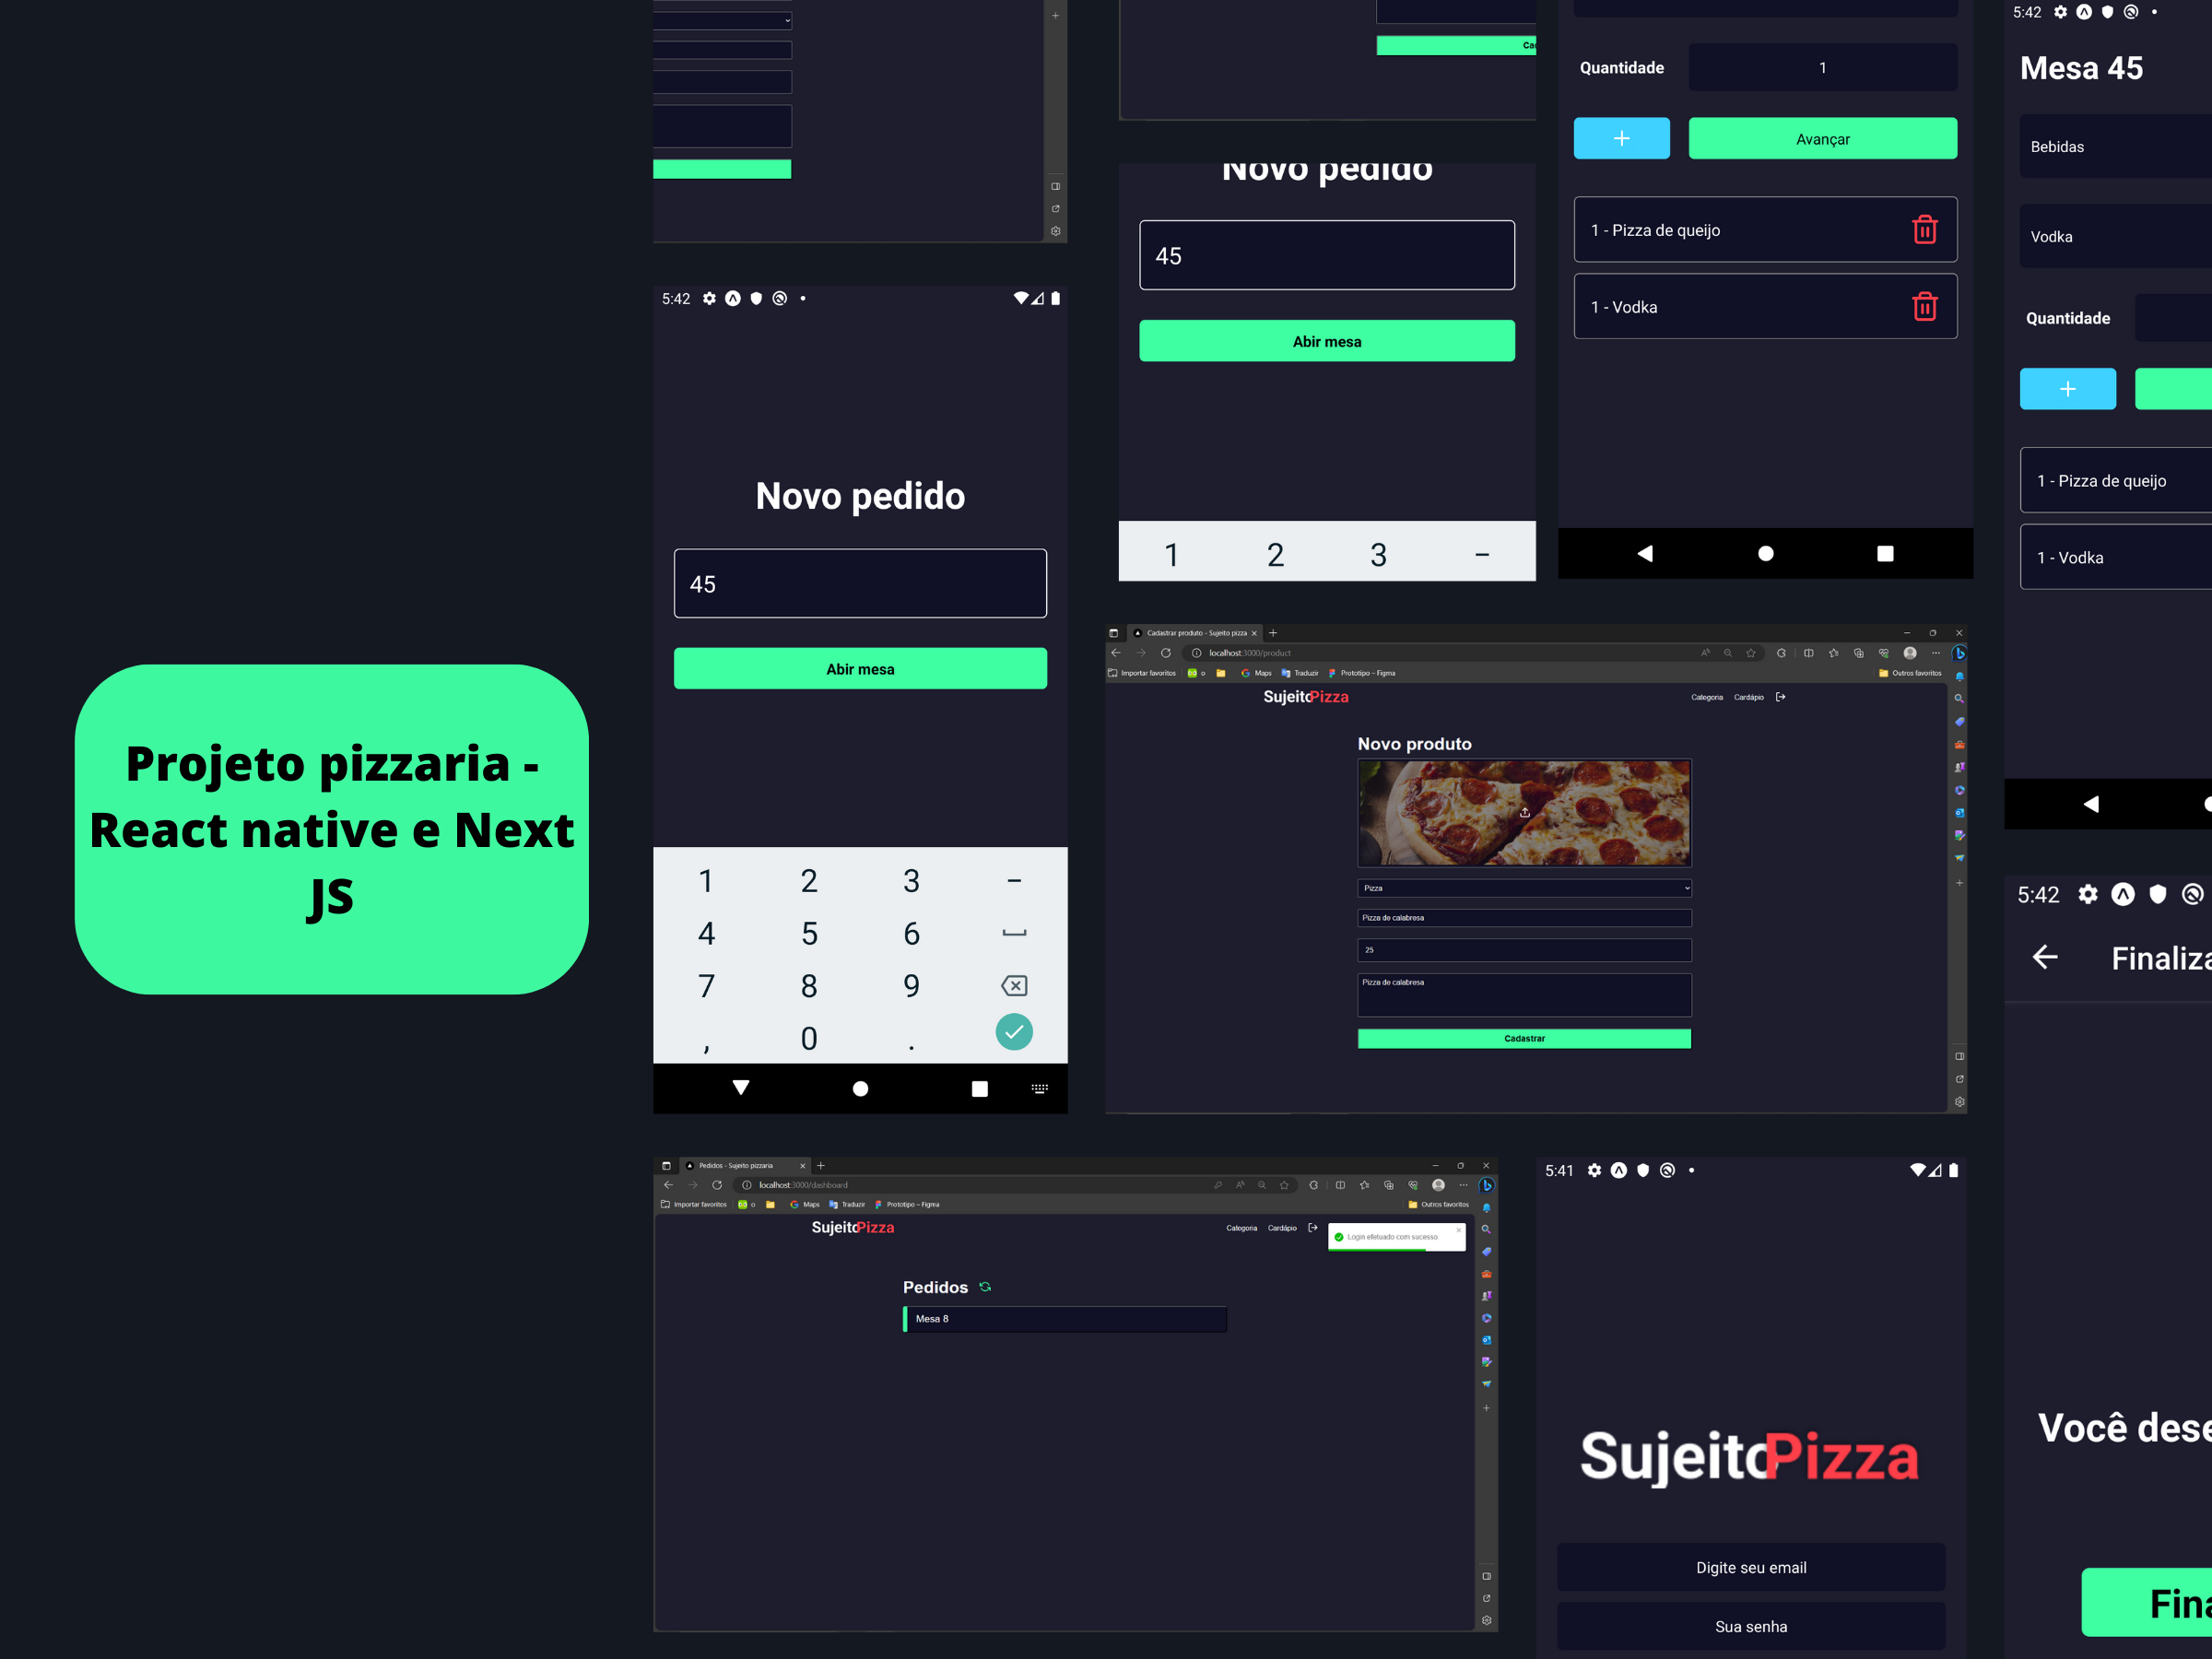 Projeto pizzaria -
React native e Next
JS
5:42
Novo pedido
45
Abir mesa
1 2 3 -
4 5 6
7 8 9
, 0 .
Novo pedido
45
Abir mesa
1 2 3 -
Quantidade
1
+
Avançar
1 - Pizza de queijo
1 - Vodka
5:42
Mesa 45
Bebidas
Vodka
Quantidade
+
1 - Pizza de queijo
1 - Vodka
Cadastrar produto - Sujeito pizza
localhost:3000/product
Importar favoritos
o
Maps
Traduzir
Prototipo – Figma
Outros favoritos
SujeitoPizza
Categoria
Cardápio
Novo produto
Pizza
Pizza de calabresa
25
Pizza de calabresa
Cadastrar
Pedidos - Sujeito pizzaria
localhost:3000/dashboard
Importar favoritos
o
Maps
Traduzir
Prototipo – Figma
Outros favoritos
SujeitoPizza
Categoria
Cardápio
Login efetuado com sucesso
Pedidos
Mesa 8
5:41
SujeitoPizza
Digite seu email
Sua senha
5:42
Finaliza
Você dese
Fina